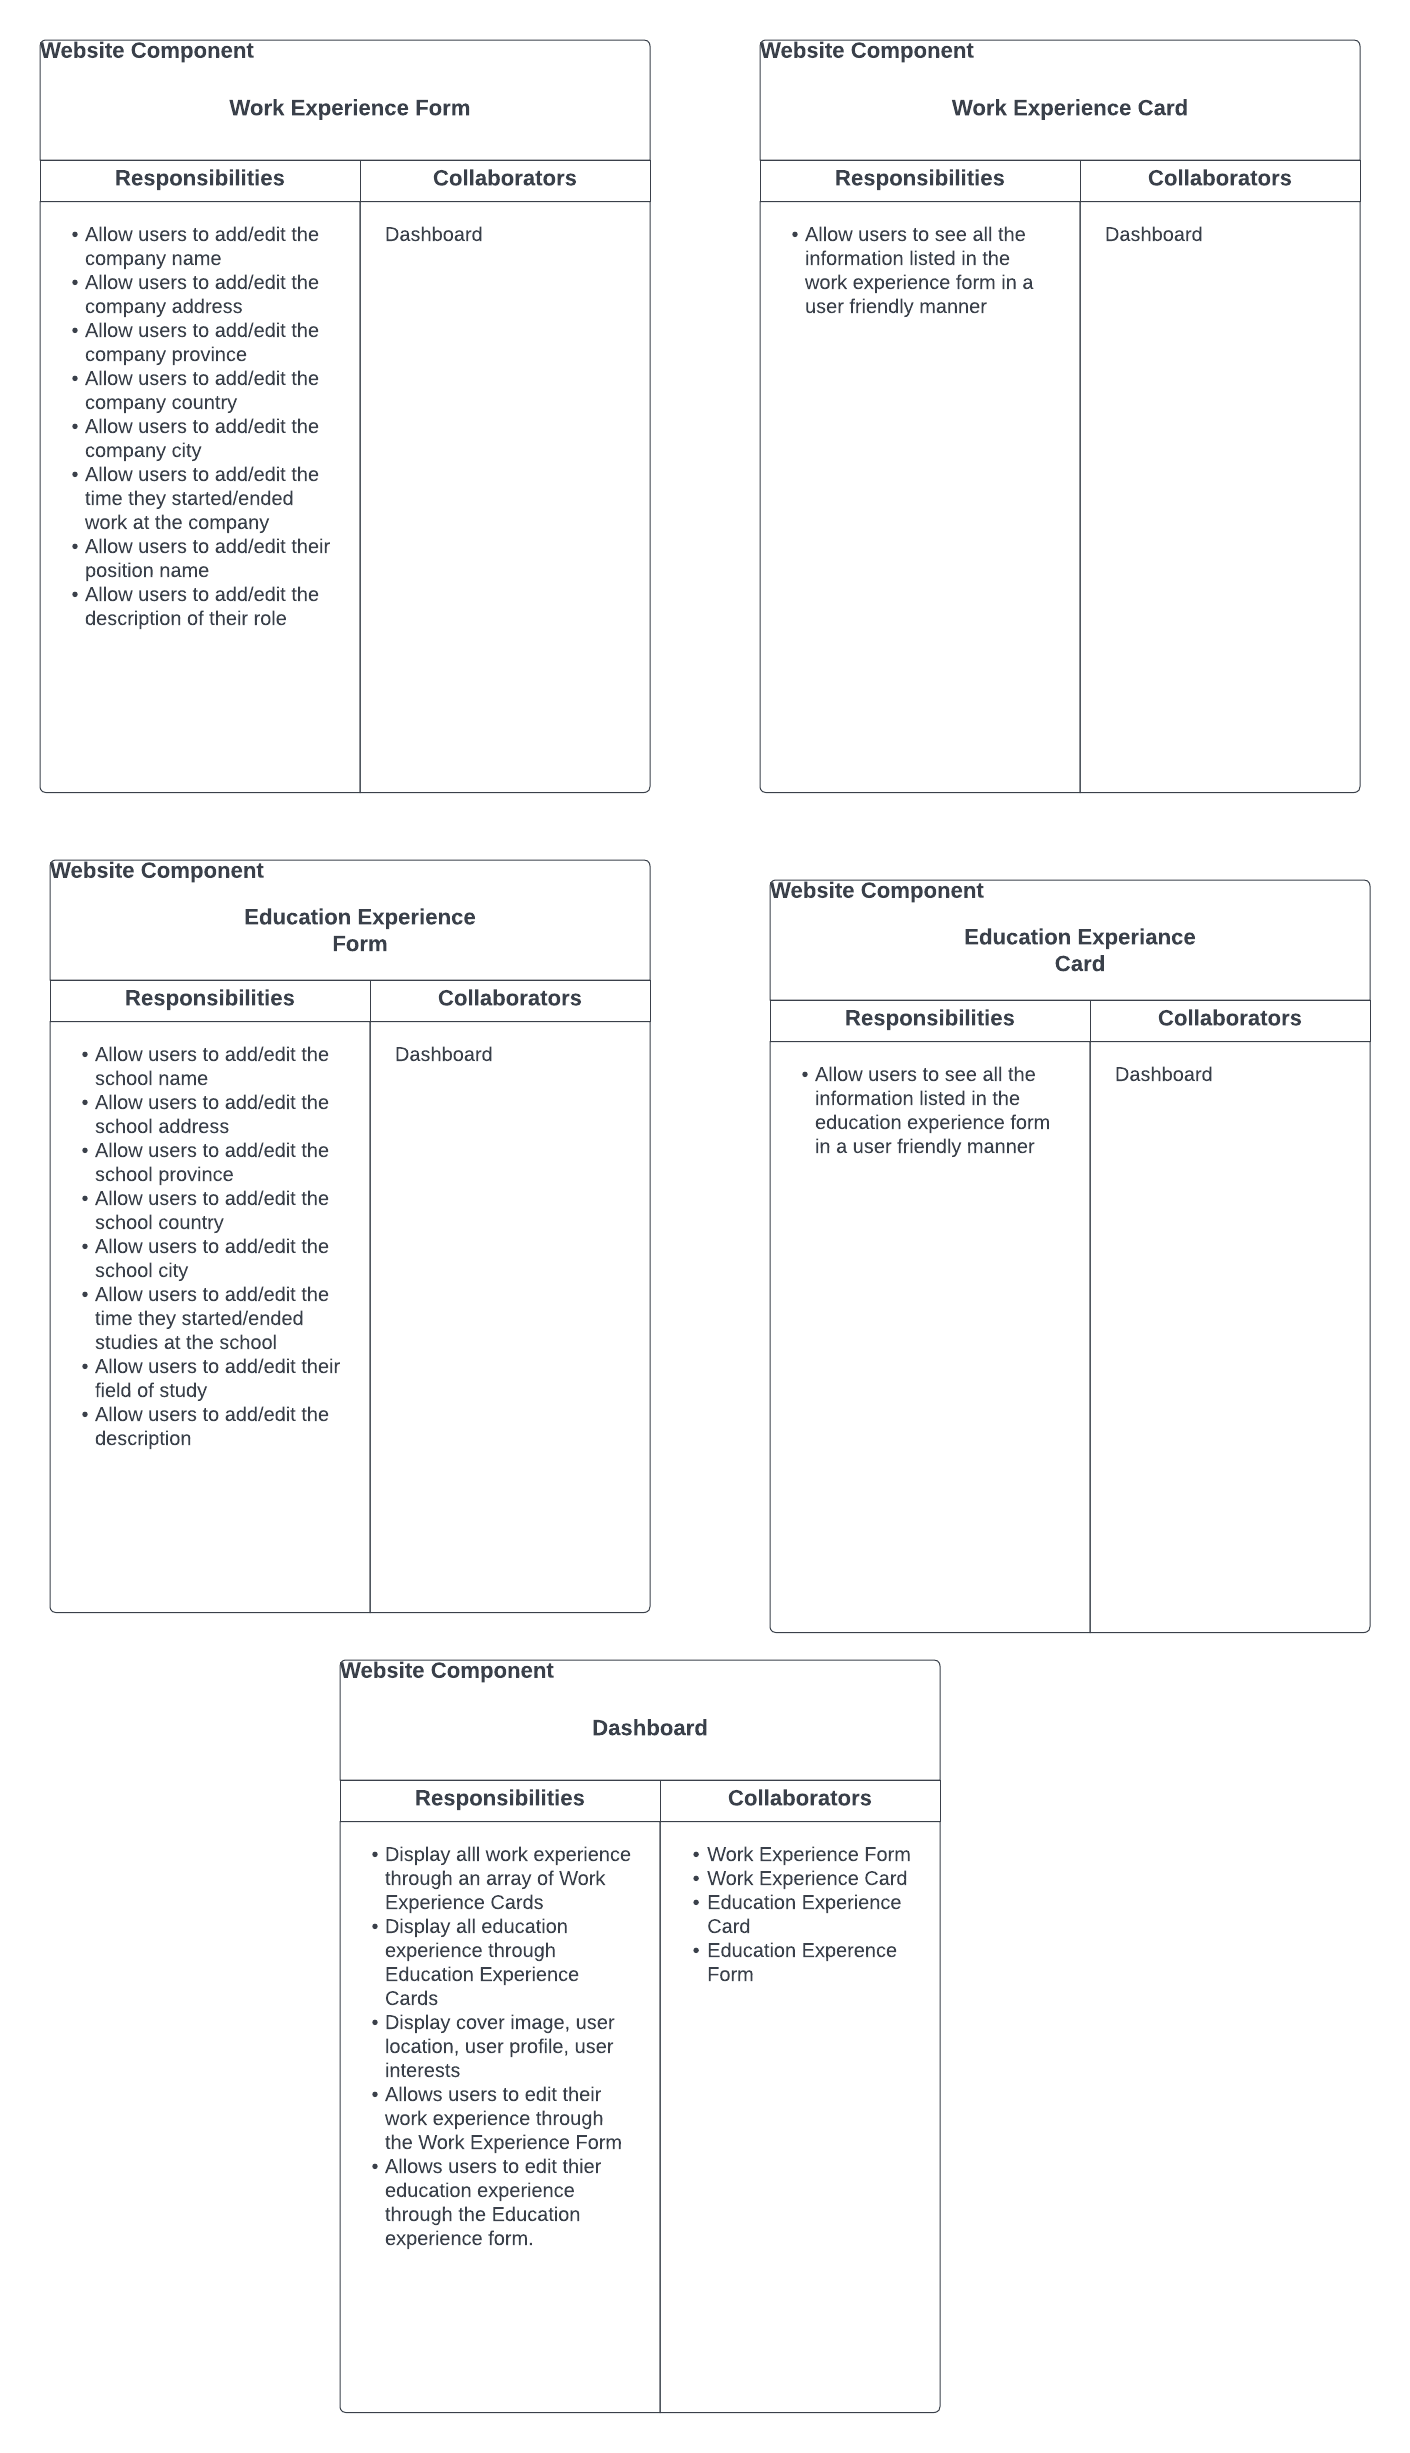 Website Component
Work Experience Form
Responsibilities
Collaborators
• Allow users to add/edit the
company name
• Allow users to add/edit the
company address
• Allow users to add/edit the
company province
• Allow users to add/edit the
company country
• Allow users to add/edit the
company city
• Allow users to add/edit the
time they started/ended
work at the company
• Allow users to add/edit their
position name
• Allow users to add/edit the
description of their role
Dashboard
Website Component
Work Experience Card
Responsibilities
Collaborators
• Allow users to see all the
information listed in the
work experience form in a
user friendly manner
Dashboard
Website Component
Education Experience
Form
Responsibilities
Collaborators
• Allow users to add/edit the
school name
• Allow users to add/edit the
school address
• Allow users to add/edit the
school province
• Allow users to add/edit the
school country
• Allow users to add/edit the
school city
• Allow users to add/edit the
time they started/ended
studies at the school
• Allow users to add/edit their
field of study
• Allow users to add/edit the
description
Dashboard
Website Component
Education Experiance
Card
Responsibilities
Collaborators
• Allow users to see all the
information listed in the
education experience form
in a user friendly manner
Dashboard
Website Component
Dashboard
Responsibilities
Collaborators
• Display alll work experience
through an array of Work
Experience Cards
• Display all education
experience through
Education Experience
Cards
• Display cover image, user
location, user profile, user
interests
• Allows users to edit their
work experience through
the Work Experience Form
• Allows users to edit thier
education experience
through the Education
experience form.
• Work Experience Form
• Work Experience Card
• Education Experience
Card
• Education Experence
Form